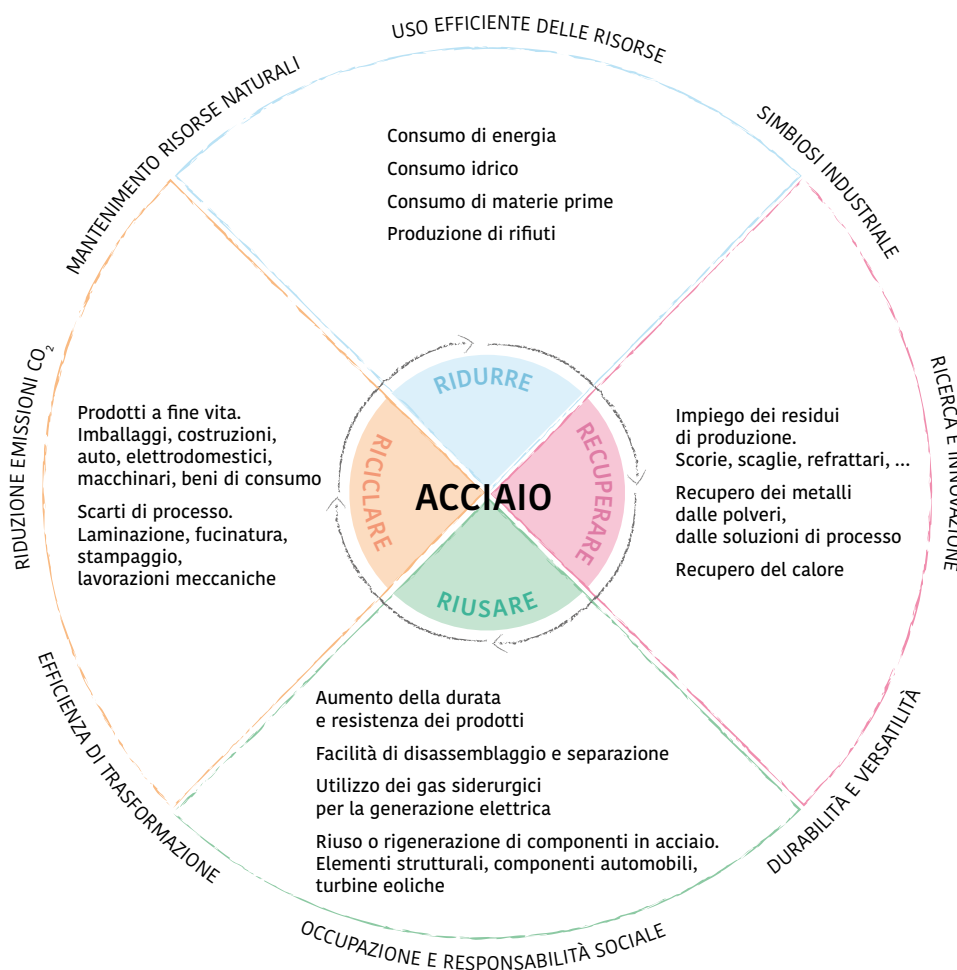 USO EFFICIENTE DELLE RISORSE
MANTENIMENTO RISORSE NATURALI
SIMBIOSI INDUSTRIALE
Consumo di energia
Consumo idrico
Consumo di materie prime
Produzione di rifiuti
RIDUZIONE EMISSIONI CO₂
RICERCA E INNOVAZIONE
RIDURRE
RICICLARE
ACCIAIO
RECUPERARE
RIUSARE
Prodotti a fine vita.
Imballaggi, costruzioni,
auto, elettrodomestici,
macchinari, beni di consumo
Scarti di processo.
Laminazione, fucinatura,
stampaggio,
lavorazioni meccaniche
Impiego dei residui
di produzione.
Scorie, scaglie, refrattari, ...
Recupero dei metalli
dalle polveri,
dalle soluzioni di processo
Recupero del calore
Aumento della durata
e resistenza dei prodotti
Facilità di disassemblaggio e separazione
Utilizzo dei gas siderurgici
per la generazione elettrica
Riuso o rigenerazione di componenti in acciaio.
Elementi strutturali, componenti automobili,
turbine eoliche
EFFICIENZA DI TRASFORMAZIONE
DURABILITÀ E VERSATILITÀ
OCCUPAZIONE E RESPONSABILITÀ SOCIALE